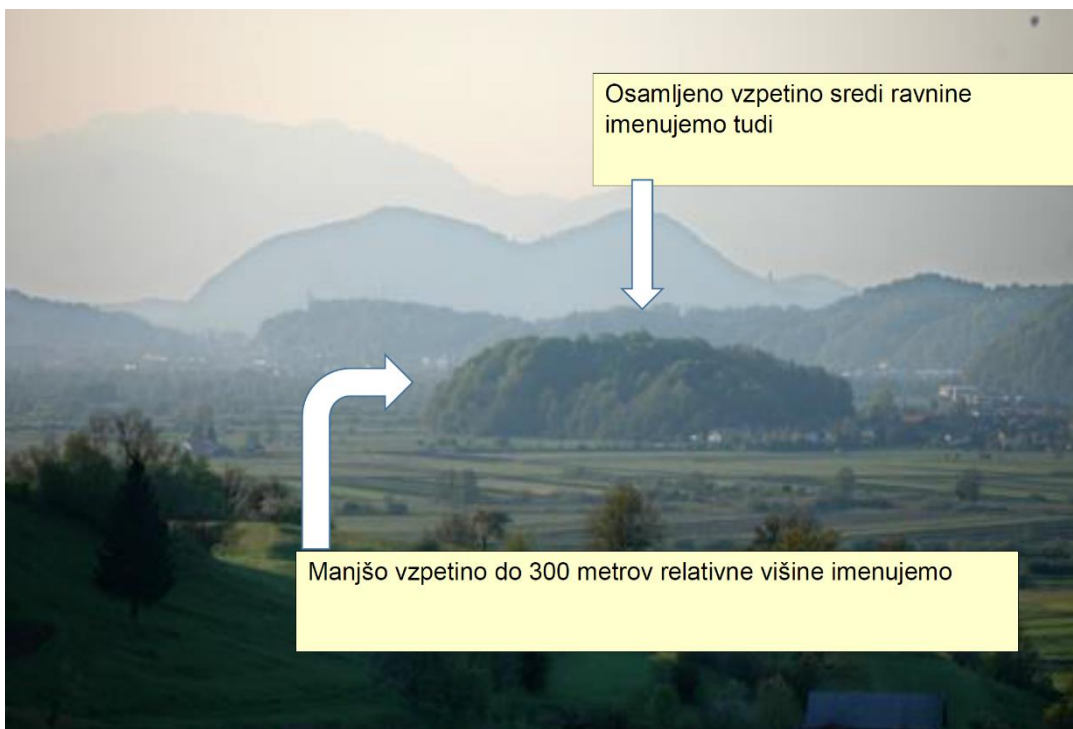 Osamljeno vzpetino sredi ravnine
imenujemo tudi
Manjšo vzpetino do 300 metrov relativne višine imenujemo